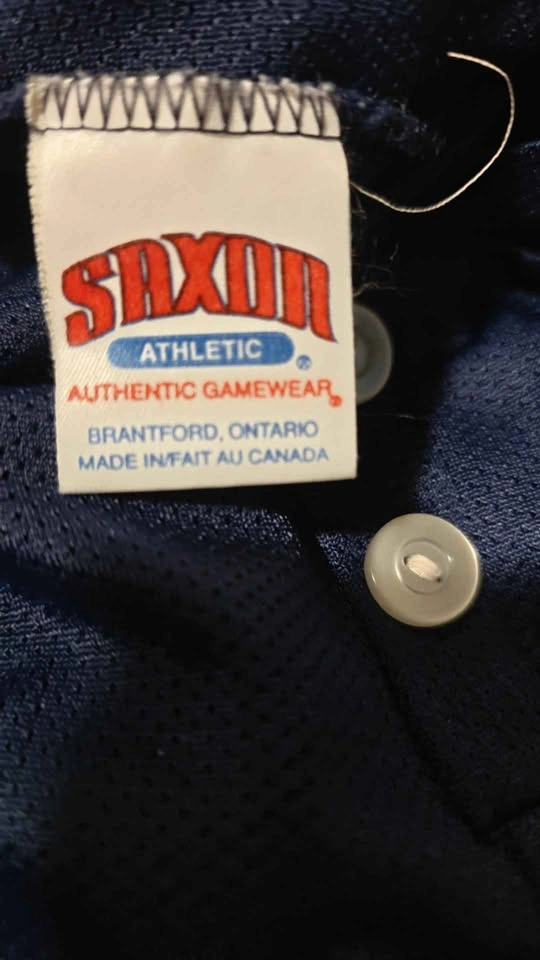 SAXON
ATHLETIC ®
AUTHENTIC GAMEWEAR®
BRANTFORD, ONTARIO
MADE IN/FAIT AU CANADA